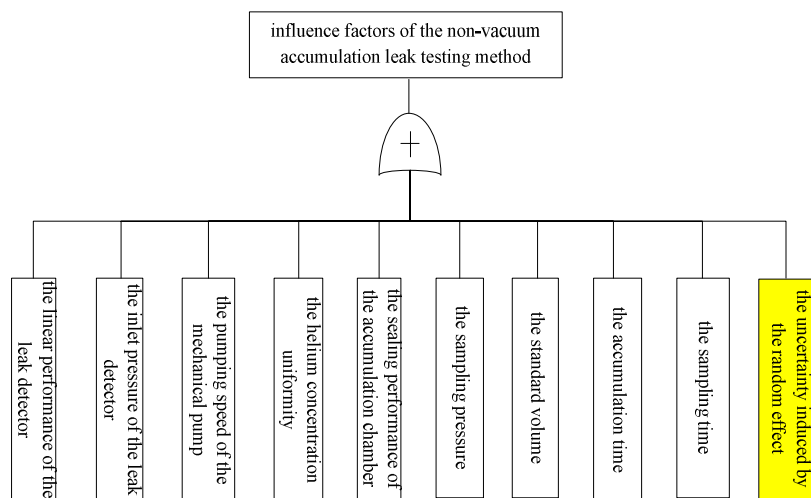 influence factors of the non-vacuum
accumulation leak testing method
+
the linear performance of the
leak detector
the inlet pressure of the leak
detector
the pumping speed of the
mechanical pump
the helium concentration
uniformity
the sealing performance of
the accumulation chamber
the sampling pressure
the standard volume
the accumulation time
the sampling time
the uncertainty induced by
the random effect